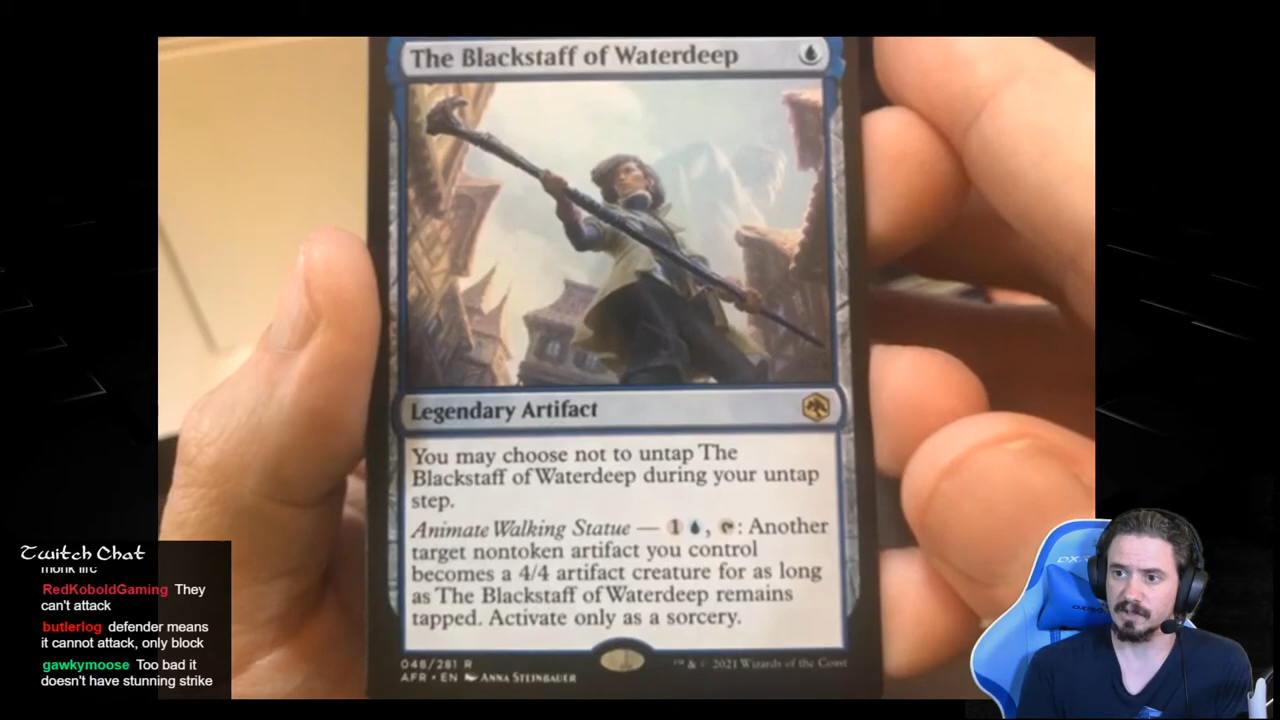 The Blackstaff of Waterdeep
Legendary Artifact
You may choose not to untap The
Blackstaff of Waterdeep during your untap
step.
Animate Walking Statue — 1 , : Another
target nontoken artifact you control
becomes a 4/4 artifact creature for as long
as The Blackstaff of Waterdeep remains
tapped. Activate only as a sorcery.
046/281 R
AFR • EN ANNA STEINBAUER
™ & © 2021 Wizards of the Coast
Twitch Chat
monk life
RedKoboldGaming They
can't attack
butlerlog defender means
it cannot attack, only block
gawkymoose Too bad it
doesn't have stunning strike